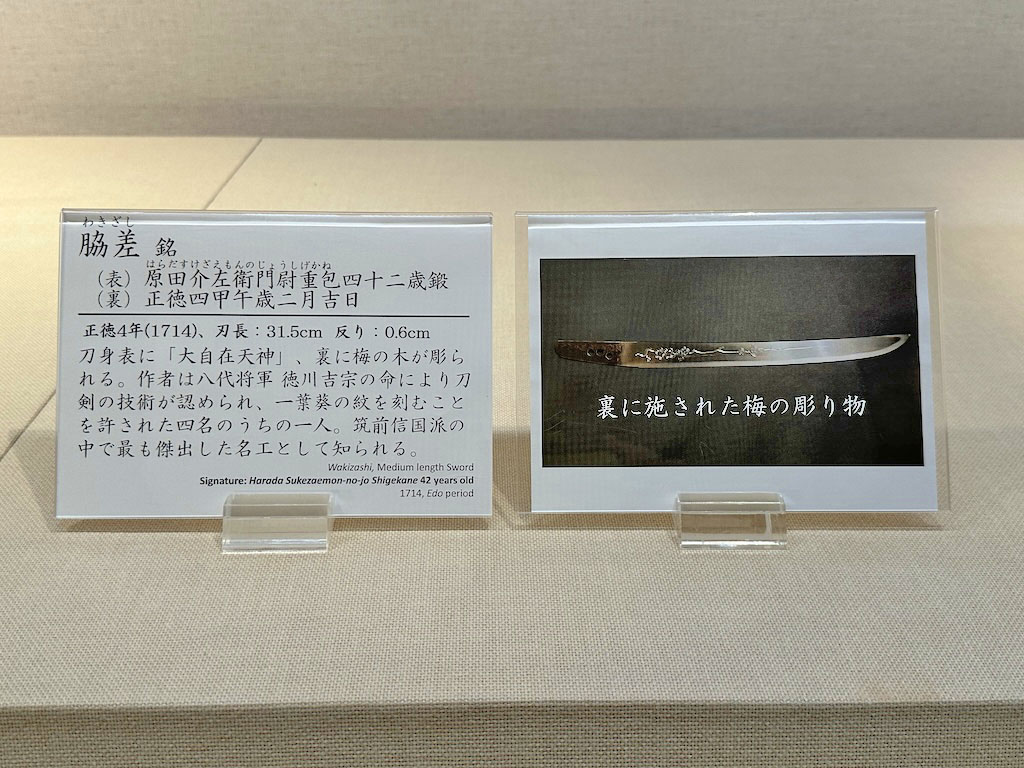 わきざし
脇差 銘
はらだすけざえもんのじょうしげかね
（表）原田介左衛門尉重包四十二歳鍛
（裏）正徳四甲午歳二月吉日
正徳4年(1714)、刃長：31.5cm 反り：0.6cm
刀身表に「大自在天神」、裏に梅の木が彫ら
れる。作者は八代将軍 徳川吉宗の命により刀
剣の技術が認められ、一葉葵の紋を刻むこと
を許された四名のうちの一人。筑前信国派の
中で最も傑出した名工として知られる。
Wakizashi, Medium length Sword
Signature: Harada Sukezaemon-no-jo Shigekane 42 years old
1714, Edo period
裏に施された梅の彫り物